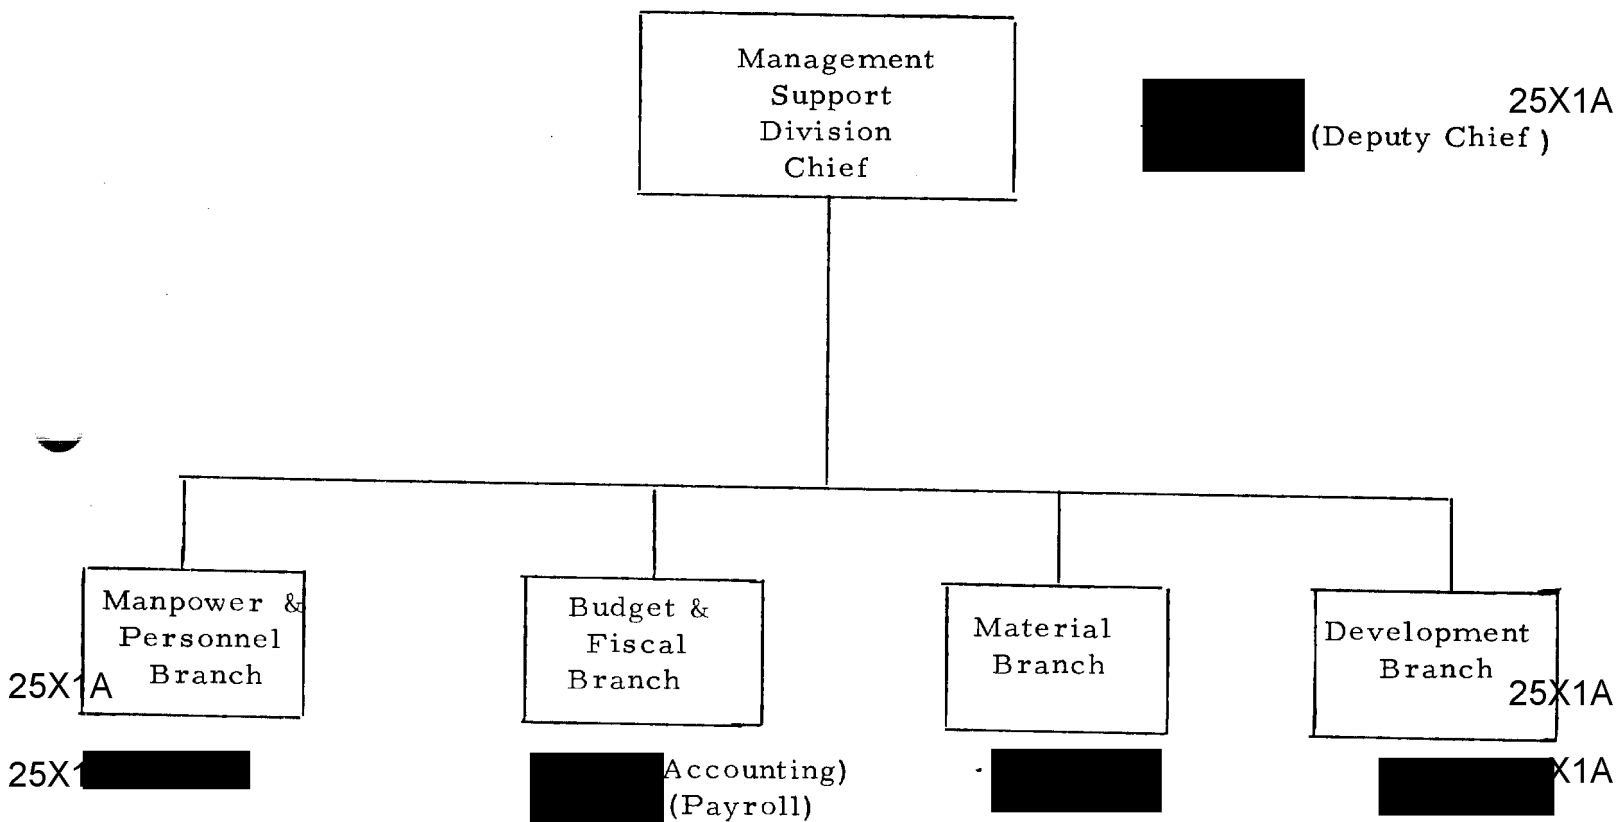 Management
Support
Division
Chief
25X1A
(Deputy Chief )
Manpower &
Personnel
Branch
25X1A
Budget &
Fiscal
Branch
Material
Branch
Development
Branch
25X1A
25X1
Accounting)
(Payroll)
X1A